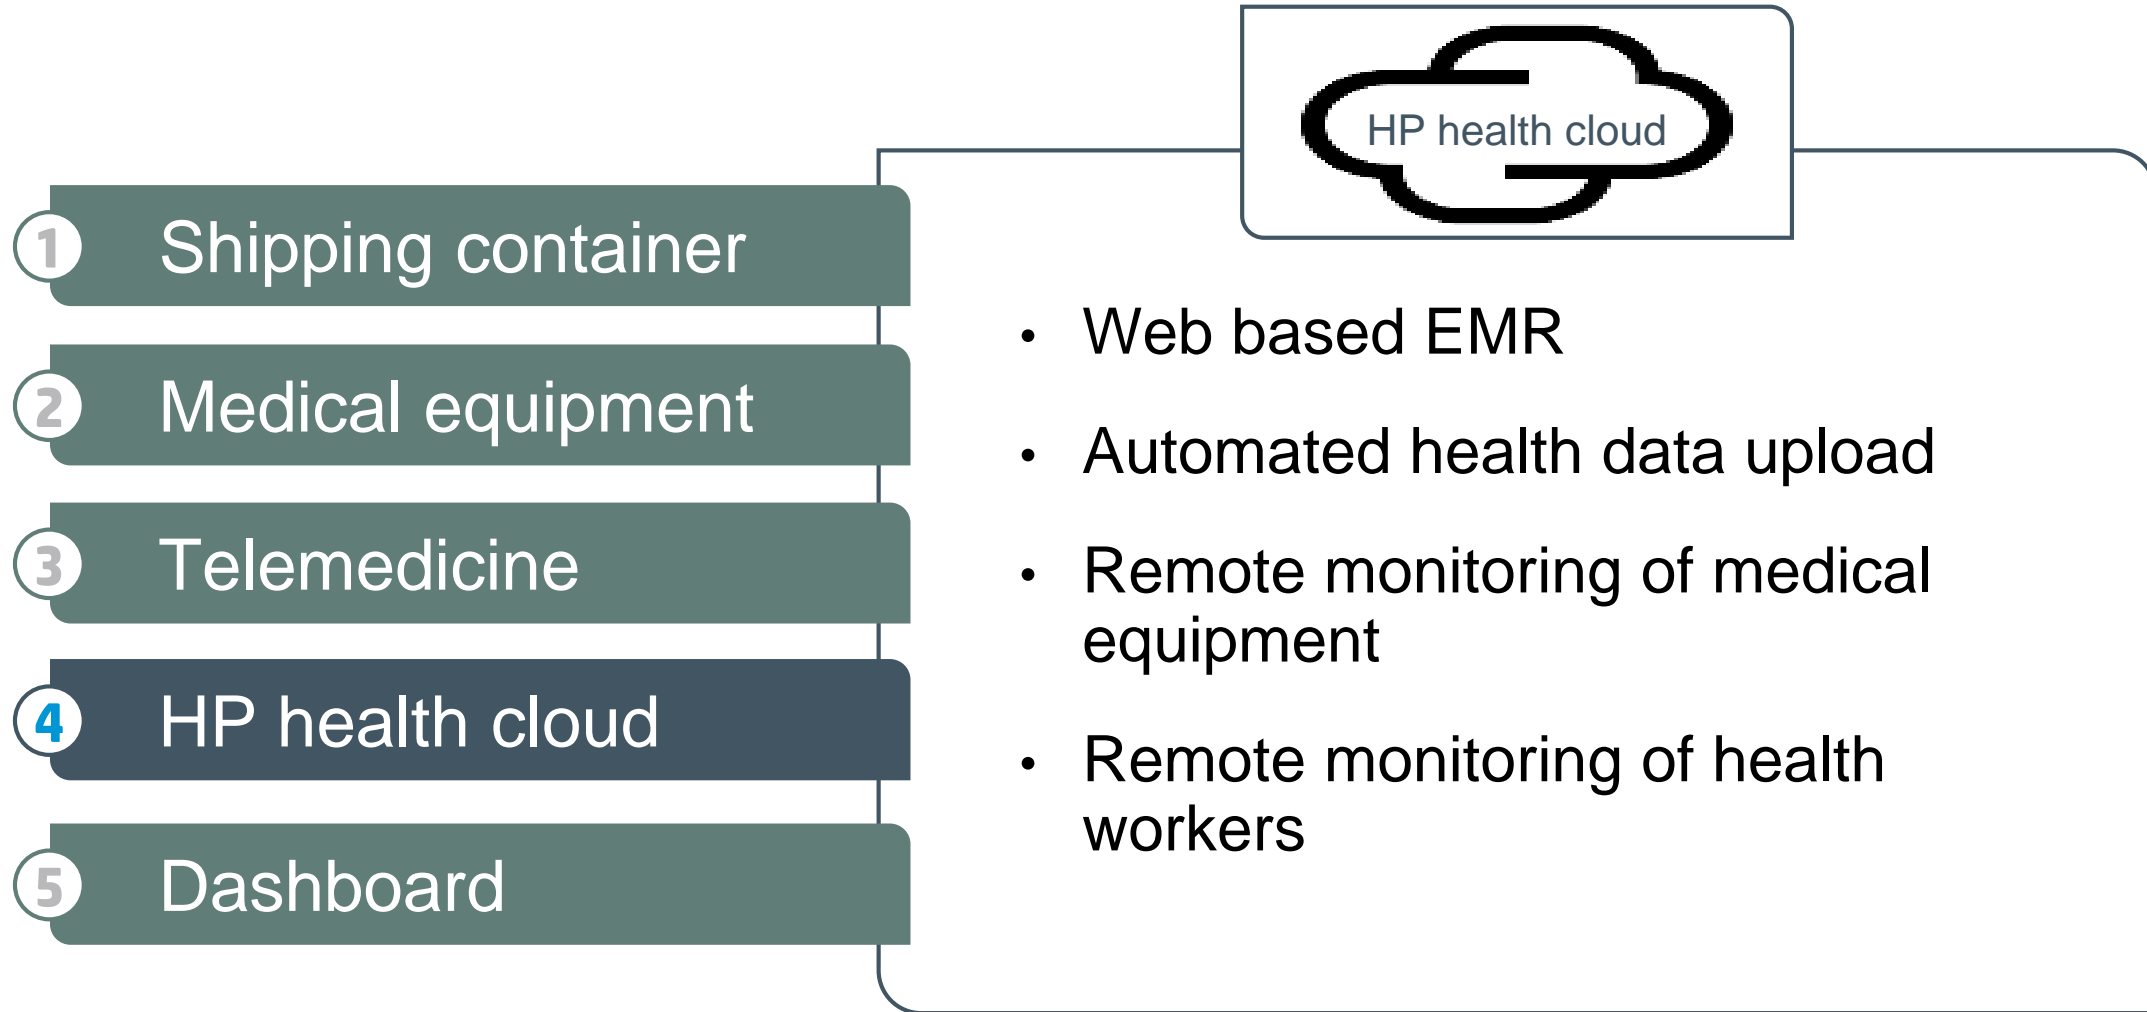 1 Shipping container
2 Medical equipment
3 Telemedicine
4 HP health cloud
5 Dashboard
HP health cloud
• Web based EMR
• Automated health data upload
• Remote monitoring of medical
equipment
• Remote monitoring of health
workers